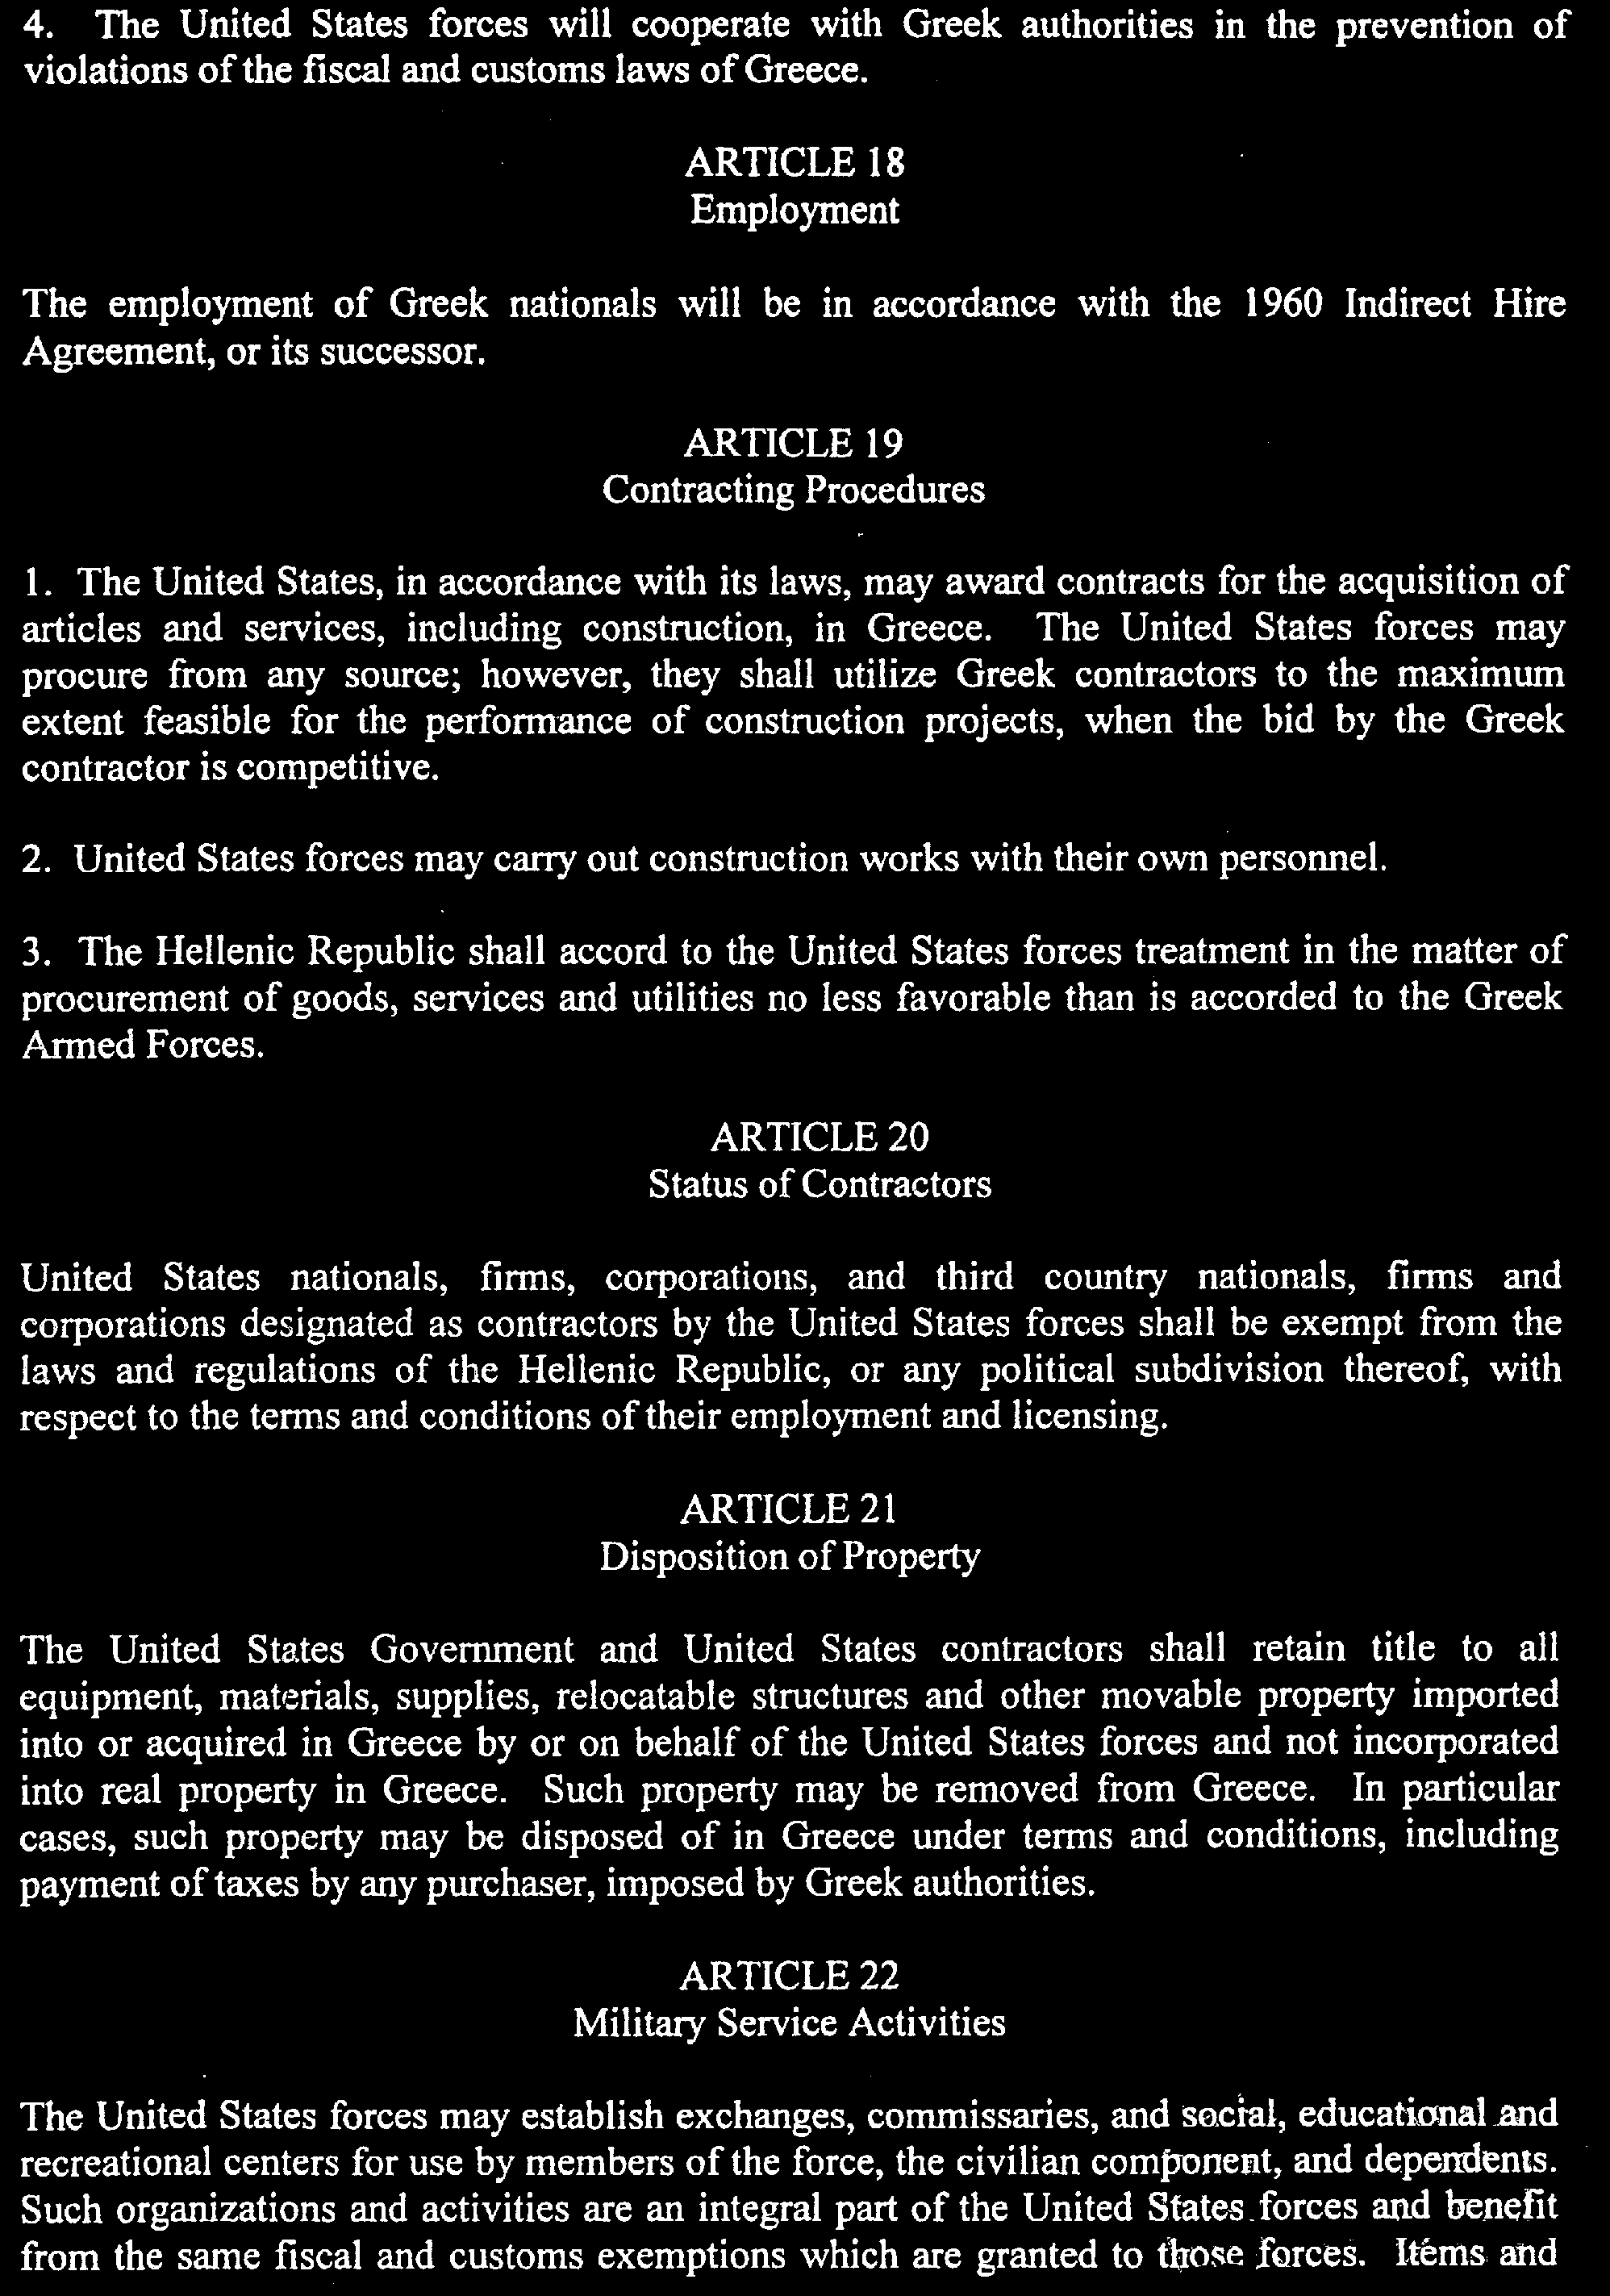 4. The United States forces will cooperate with Greek authorities in the prevention of
violations of the fiscal and customs laws of Greece.
ARTICLE 18
Employment
The employment of Greek nationals will be in accordance with the 1960 Indirect Hire
Agreement, or its successor.
ARTICLE 19
Contracting Procedures
1. The United States, in accordance with its laws, may award contracts for the acquisition of
articles and services, including construction, in Greece. The United States forces may
procure from any source; however, they shall utilize Greek contractors to the maximum
extent feasible for the performance of construction projects, when the bid by the Greek
contractor is competitive.
2. United States forces may carry out construction works with their own personnel.
3. The Hellenic Republic shall accord to the United States forces treatment in the matter of
procurement of goods, services and utilities no less favorable than is accorded to the Greek
Armed Forces.
ARTICLE 20
Status of Contractors
United States nationals, firms, corporations, and third country nationals, firms and
corporations designated as contractors by the United States forces shall be exempt from the
laws and regulations of the Hellenic Republic, or any political subdivision thereof, with
respect to the terms and conditions of their employment and licensing.
ARTICLE 21
Disposition of Property
The United States Government and United States contractors shall retain title to all
equipment, materials, supplies, relocatable structures and other movable property imported
into or acquired in Greece by or on behalf of the United States forces and not incorporated
into real property in Greece. Such property may be removed from Greece. In particular
cases, such property may be disposed of in Greece under terms and conditions, including
payment of taxes by any purchaser, imposed by Greek authorities.
ARTICLE 22
Military Service Activities
The United States forces may establish exchanges, commissaries, and social, educational and
recreational centers for use by members of the force, the civilian component, and dependents.
Such organizations and activities are an integral part of the United States forces and benefit
from the same fiscal and customs exemptions which are granted to those forces. Items and